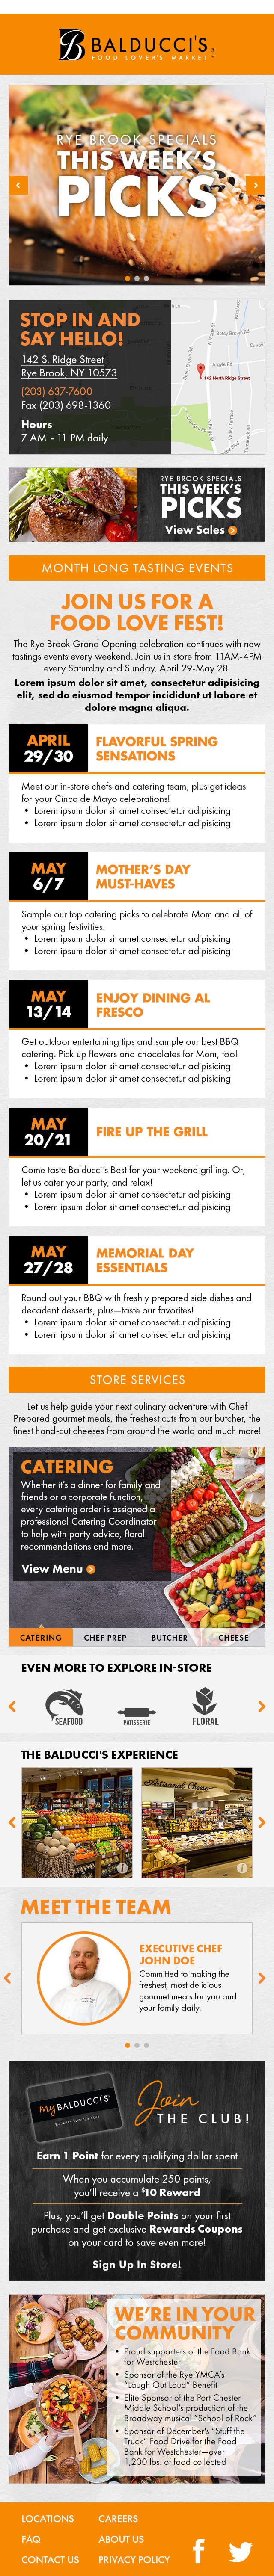 BALDUCCI'S
FOOD LOVER'S MARKET
RYE BROOK SPECIALS
THIS WEEK'S
PICKS
STOP IN AND
SAY HELLO!
142 S. Ridge Street
Rye Brook, NY 10573
(203) 637-7600
Fax (203) 698-1360
Hours
7 AM - 11 PM daily
142 North Ridge Street
RYE BROOK SPECIALS
THIS WEEK'S
PICKS
View Sales
MONTH LONG TASTING EVENTS
JOIN US FOR A
FOOD LOVE FEST!
The Rye Brook Grand Opening celebration continues with new
tastings events every weekend. Join us in store from 11AM-4PM
every Saturday and Sunday, April 29-May 28.
Lorem ipsum dolor sit amet, consectetur adipisicing
elit, sed do eiusmod tempor incididunt ut labore et
dolore magna aliqua.
APRIL
29/30
FLAVORFUL SPRING
SENSATIONS
Meet our in-store chefs and catering team, plus get ideas
for your Cinco de Mayo celebrations!
• Lorem ipsum dolor sit amet consectetur adipisicing
• Lorem ipsum dolor sit amet consectetur adipisicing
MAY
6/7
MOTHER'S DAY
MUST-HAVES
Sample our top catering picks to celebrate Mom and all of
your spring festivities.
• Lorem ipsum dolor sit amet consectetur adipisicing
• Lorem ipsum dolor sit amet consectetur adipisicing
MAY
13/14
ENJOY DINING AL
FRESCO
Get outdoor entertaining tips and sample our best BBQ
catering. Pick up flowers and chocolates for Mom, too!
• Lorem ipsum dolor sit amet consectetur adipisicing
• Lorem ipsum dolor sit amet consectetur adipisicing
MAY
20/21
FIRE UP THE GRILL
Come taste Balducci's Best for your weekend grilling. Or,
let us cater your party, and relax!
• Lorem ipsum dolor sit amet consectetur adipisicing
• Lorem ipsum dolor sit amet consectetur adipisicing
MAY
27/28
MEMORIAL DAY
ESSENTIALS
Round out your BBQ with freshly prepared side dishes and
decadent desserts, plus—taste our favorites!
• Lorem ipsum dolor sit amet consectetur adipisicing
• Lorem ipsum dolor sit amet consectetur adipisicing
STORE SERVICES
Let us help guide your next culinary adventure with Chef
Prepared gourmet meals, the freshest cuts from our butcher, the
finest hand-cut cheeses from around the world and much more!
CATERING
Whether it's a dinner for family and
friends or a corporate function,
every catering order is assigned a
professional Catering Coordinator
to help with party advice, floral
recommendations and more.
View Menu
CATERING CHEF PREP BUTCHER CHEESE
EVEN MORE TO EXPLORE IN-STORE
SEAFOOD PATISSERIE FLORAL
THE BALDUCCI'S EXPERIENCE
Artisanal Cheese
MEET THE TEAM
EXECUTIVE CHEF
JOHN DOE
Committed to making the
freshest, most delicious
gourmet meals for you and
your family daily.
my BALDUCCI'S
Join
THE CLUB!
Earn 1 Point for every qualifying dollar spent
When you accumulate 250 points,
you'll receive a $10 Reward
Plus, you'll get Double Points on your first
purchase and get exclusive Rewards Coupons
on your card to save even more!
Sign Up In Store!
WE'RE IN YOUR
COMMUNITY
• Proud supporters of the Food Bank
for Westchester
• Sponsor of the Rye YMCA's
"Laugh Out Loud" Benefit
• Elite Sponsor of the Port Chester
Middle School's production of the
Broadway musical "School of Rock"
• Sponsor of December's "Stuff the
Truck" Food Drive for the Food
Bank for Westchester—over
1,200 lbs. of food collected
LOCATIONS CAREERS
FAQ ABOUT US
CONTACT US PRIVACY POLICY